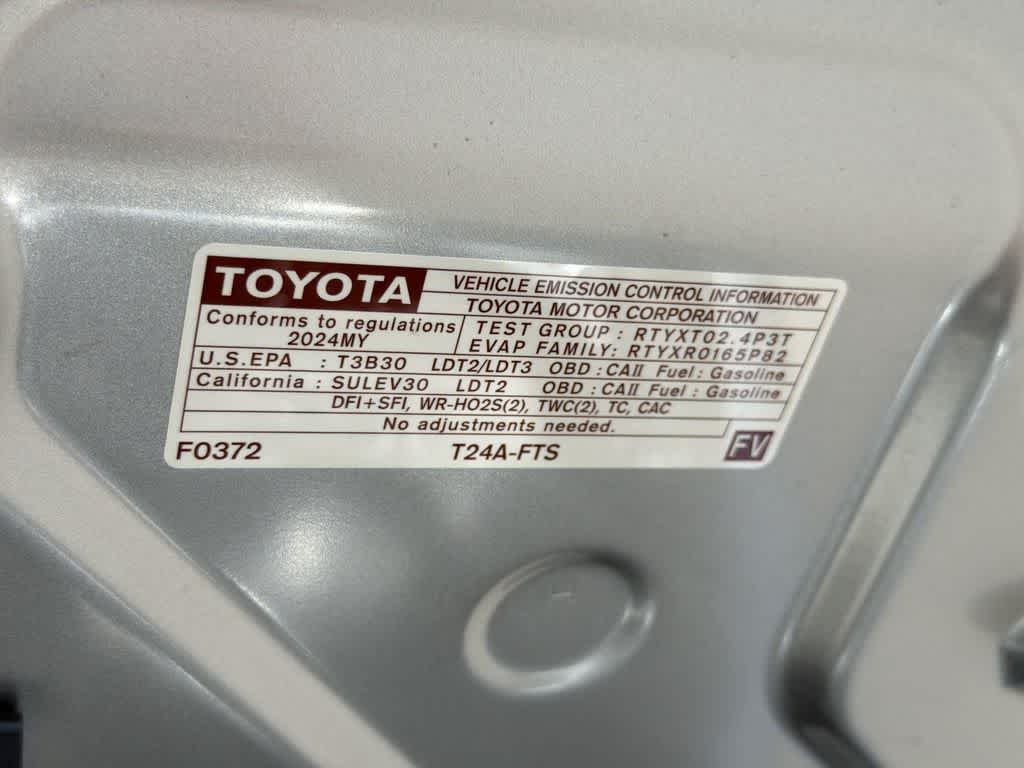 TOYOTA VEHICLE EMISSION CONTROL INFORMATION
TOYOTA MOTOR CORPORATION
Conforms to regulations
2024MY
TEST GROUP : RTYXT02.4P3T
EVAP FAMILY: RTYXR0165P82
U.S.EPA : T3B30 LDT2/LDT3 OBD : CAII Fuel : Gasoline
California : SULEV30 LDT2 OBD : CAII Fuel : Gasoline
DFI+SFI, WR-HO2S(2), TWC(2), TC, CAC
No adjustments needed.
F0372 T24A-FTS FV